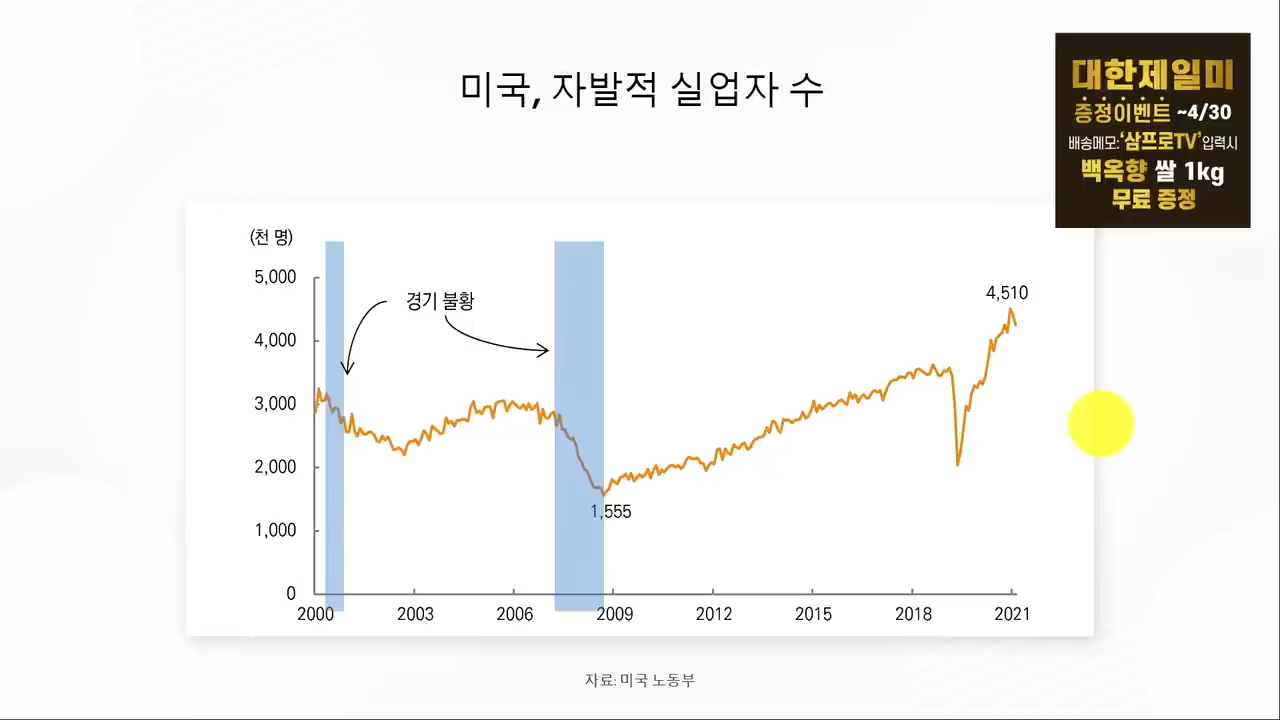 미국, 자발적 실업자 수
대한제일미
증정이벤트 ~4/30
배송메모:'삼프로TV'입력시
백옥향 쌀 1kg
무료 증정
(천 명)
5,000
4,000
3,000
2,000
1,000
0
경기 불황
4,510
1,555
2000 2003 2006 2009 2012 2015 2018 2021
자료: 미국 노동부